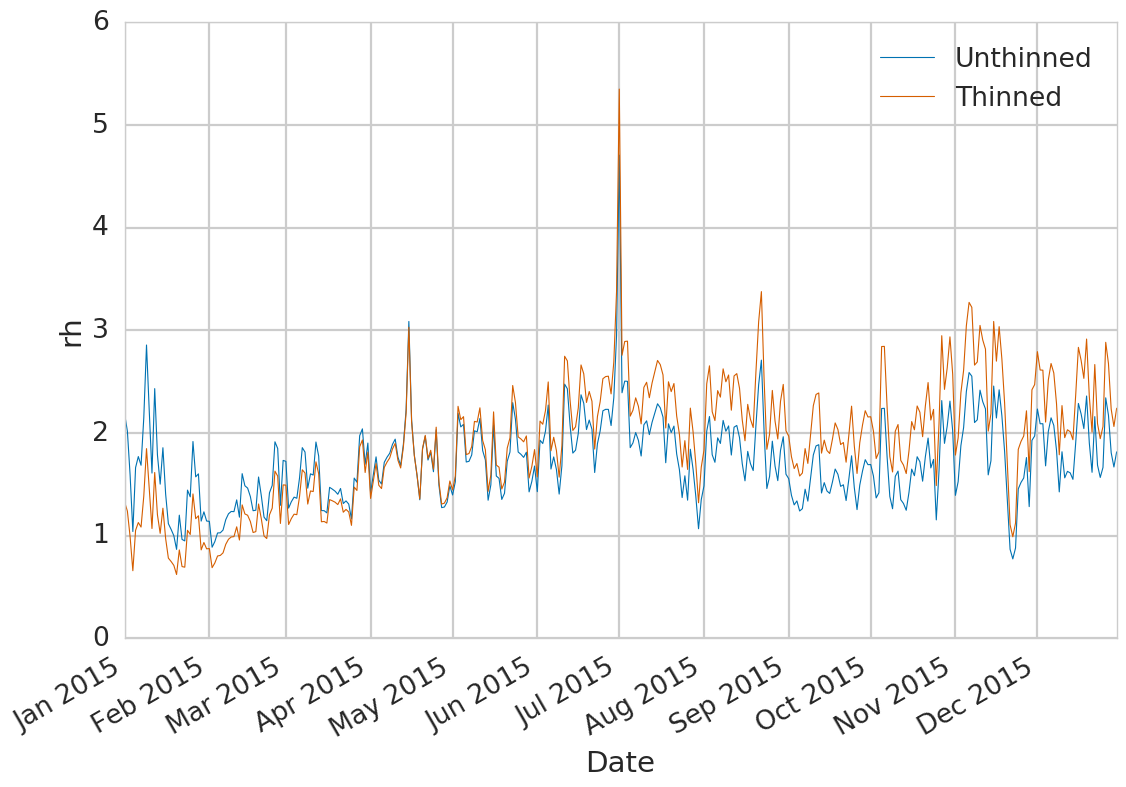 6
5
4
3
2
1
0
rh
Unthinned
Thinned
Jan 2015
Feb 2015
Mar 2015
Apr 2015
May 2015
Jun 2015
Jul 2015
Aug 2015
Sep 2015
Oct 2015
Nov 2015
Dec 2015
Date